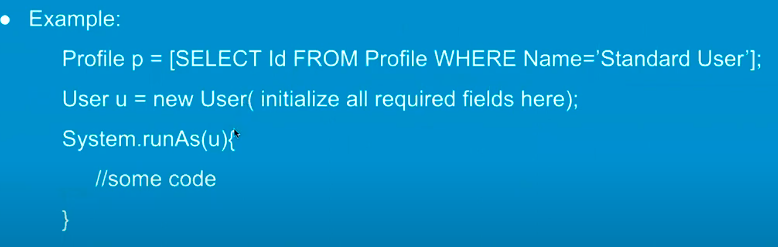 ● Example:
Profile p = [SELECT Id FROM Profile WHERE Name=’Standard User’];
User u = new User( initialize all required fields here);
System.runAs(u){
//some code
}